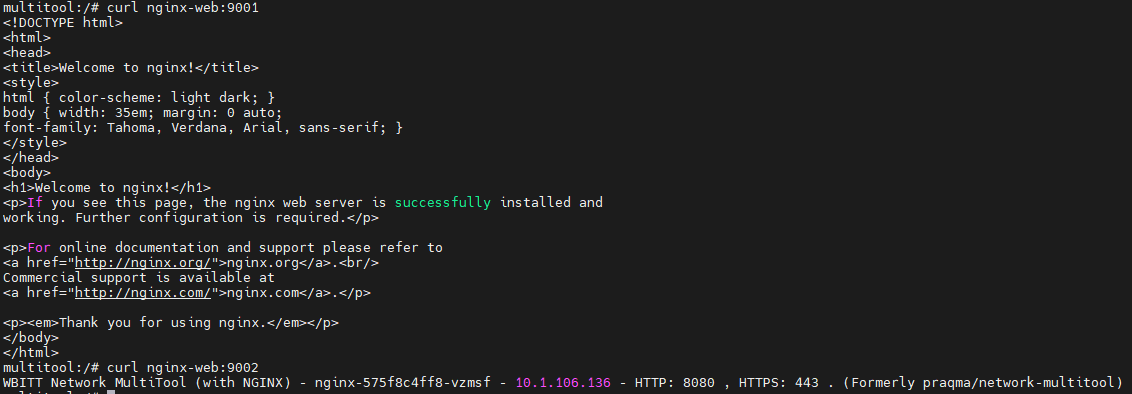 multitool:/# curl nginx-web:9001
<!DOCTYPE html>
<html>
<head>
<title>Welcome to nginx!</title>
<style>
html { color-scheme: light dark; }
body { width: 35em; margin: 0 auto;
font-family: Tahoma, Verdana, Arial, sans-serif; }
</style>
</head>
<body>
<h1>Welcome to nginx!</h1>
<p>If you see this page, the nginx web server is successfully installed and
working. Further configuration is required.</p>

<p>For online documentation and support please refer to
<a href="http://nginx.org/">nginx.org</a>.<br/>
Commercial support is available at
<a href="http://nginx.com/">nginx.com</a>.</p>

<p><em>Thank you for using nginx.</em></p>
</body>
</html>
multitool:/# curl nginx-web:9002
WBITT Network MultiTool (with NGINX) - nginx-575f8c4ff8-vzmsf - 10.1.106.136 - HTTP: 8080 , HTTPS: 443 . (Formerly praqma/network-multitool)